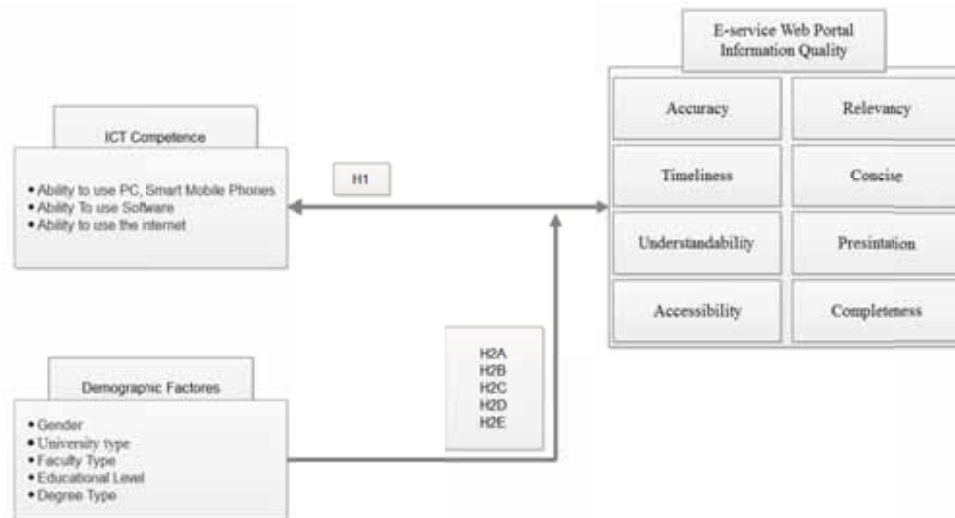 E-service Web Portal
Information Quality
Accuracy
Relevancy
Timeliness
Concise
Understandability
Presintation
Accessibility
Completeness
ICT Competence
• Ability to use PC, Smart Mobile Phones
• Ability To use Software
• Ability to use the internet
H1
H2A
H2B
H2C
H2D
H2E
Demographic Factores
• Gender
• University type
• Faculty Type
• Educational Level
• Degree Type